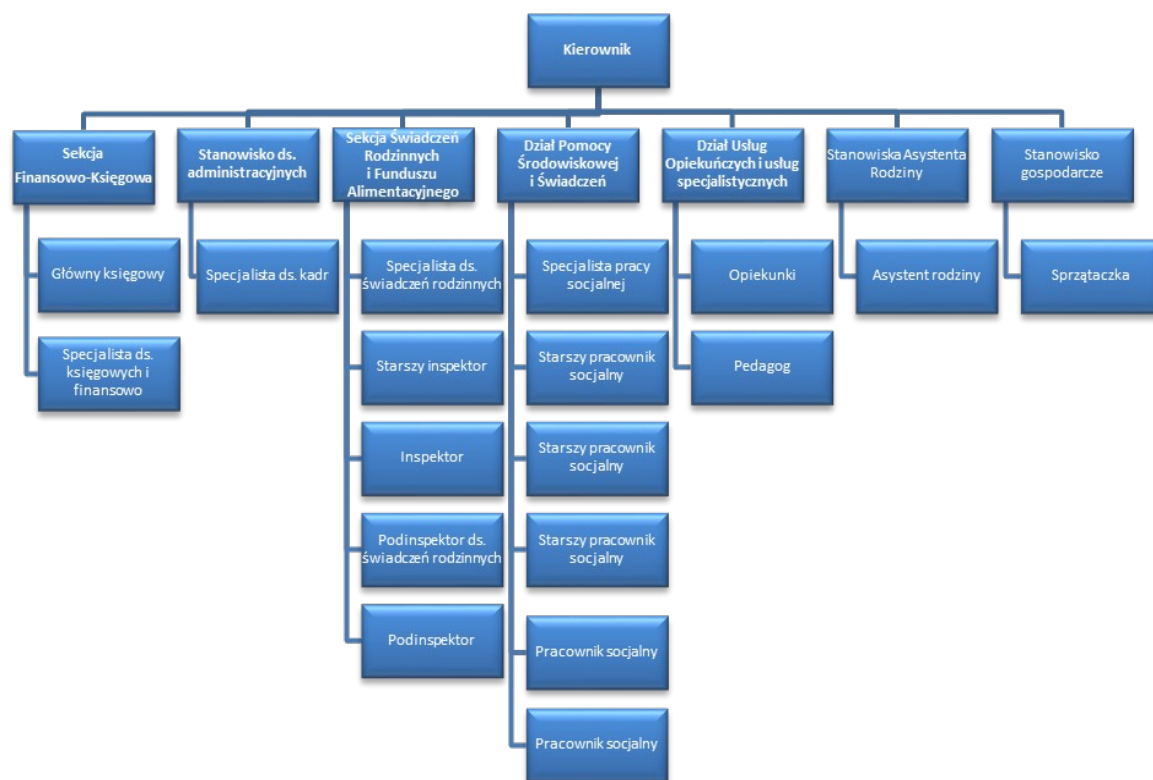 Kierownik
Sekcja
Finansowo-Księgowa
Stanowisko ds.
administracyjnych
Sekcja Świadczeń
Rodzinnych
i Funduszu
Alimentacyjnego
Dział Pomocy
Środowiskowej
i Świadczeń
Dział Usług
Opiekuńczych i usług
specjalistycznych
Stanowiska Asystenta
Rodziny
Stanowisko
gospodarcze
Główny księgowy
Specjalista ds.
księgowych i
finansowo
Specjalista ds. kadr
Specjalista ds.
świadczeń rodzinnych
Starszy inspektor
Inspektor
Podinspektor ds.
świadczeń rodzinnych
Podinspektor
Specjalista pracy
socjalnej
Starszy pracownik
socjalny
Starszy pracownik
socjalny
Starszy pracownik
socjalny
Pracownik socjalny
Pracownik socjalny
Opiekunki
Pedagog
Asystent rodziny
Sprzątaczka